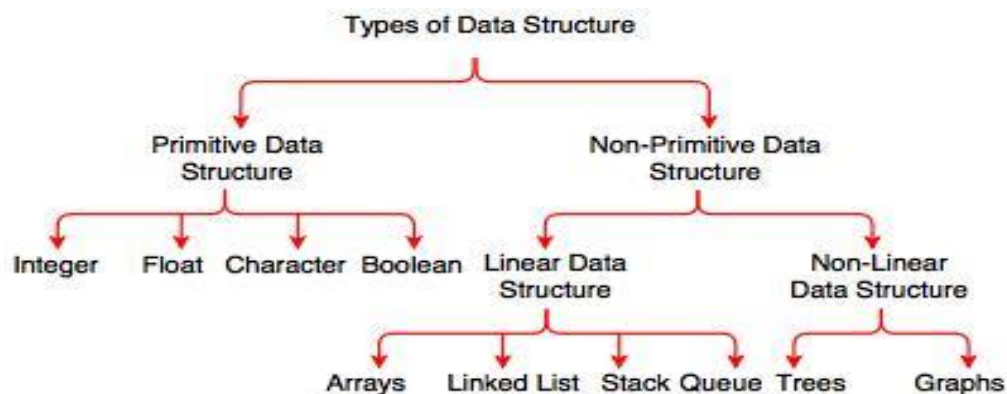 Types of Data Structure
Primitive Data
Structure
Non-Primitive Data
Structure
Integer
Float
Character
Boolean
Linear Data
Structure
Non-Linear
Data Structure
Arrays
Linked List
Stack
Queue
Trees
Graphs